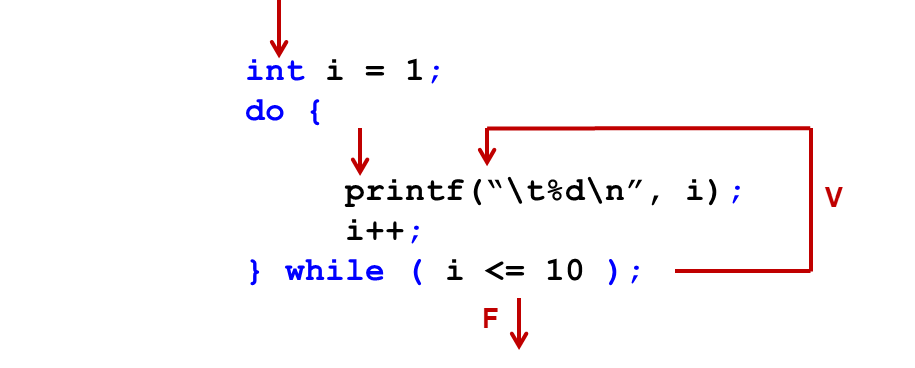 int i = 1;
do {
printf(“\t%d\n”, i);
V
i++;
} while ( i <= 10 );
F